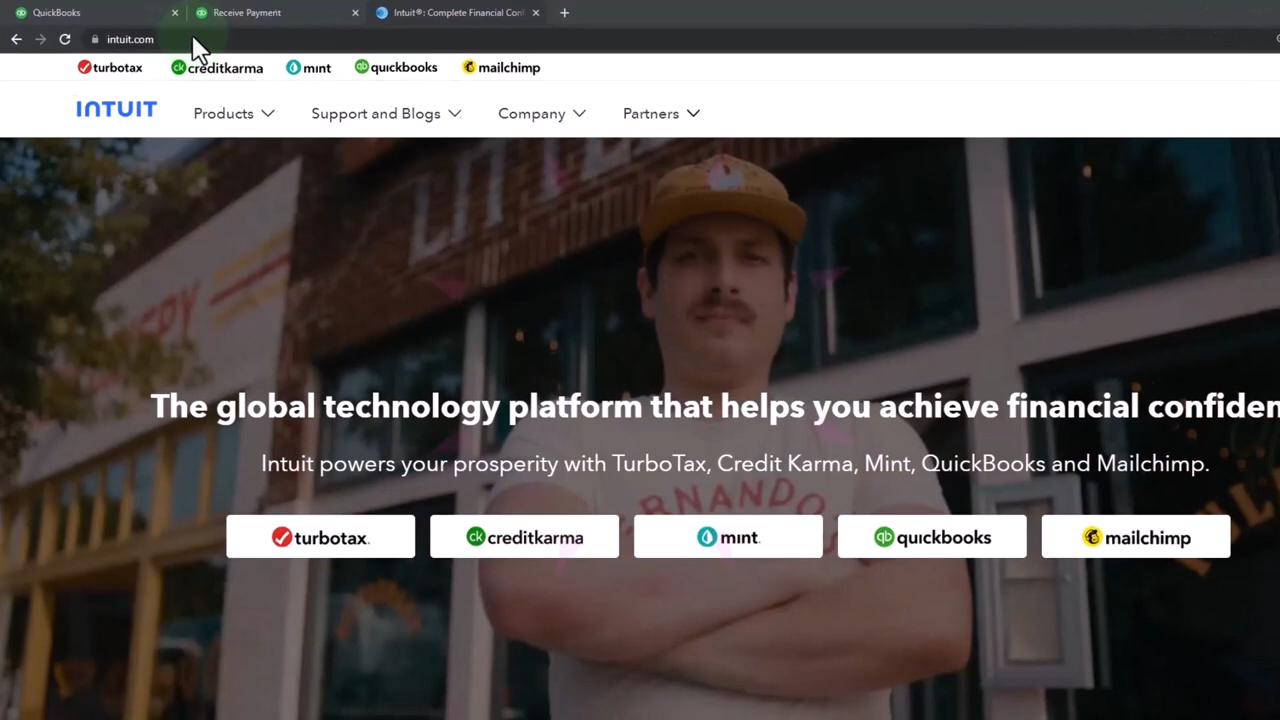 QuickBooks
Receive Payment
Intuit®: Complete Financial Con
intuit.com
turbotax
creditkarma
mint
quickbooks
mailchimp
INTUIT
Products
Support and Blogs
Company
Partners
The global technology platform that helps you achieve financial confiden
Intuit powers your prosperity with TurboTax, Credit Karma, Mint, QuickBooks and Mailchimp.
RNANDO
turbotax.
creditkarma
mint.
quickbooks
mailchimp